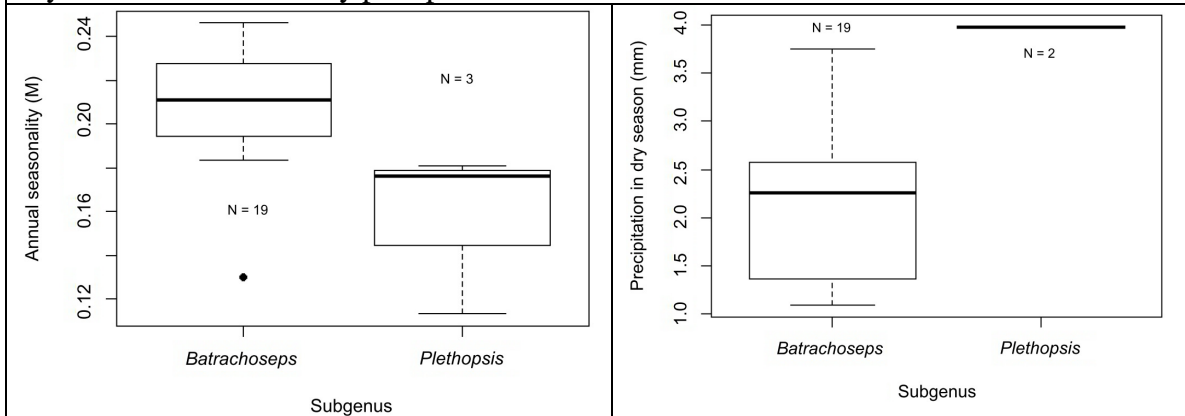 0.24
0.20
0.16
0.12
Annual seasonality (M)
N = 3
N = 19
Batrachoseps
Plethopsis
Subgenus
4.0
3.5
3.0
2.5
2.0
1.5
1.0
Precipitation in dry season (mm)
N = 19
N = 2
Batrachoseps
Plethopsis
Subgenus